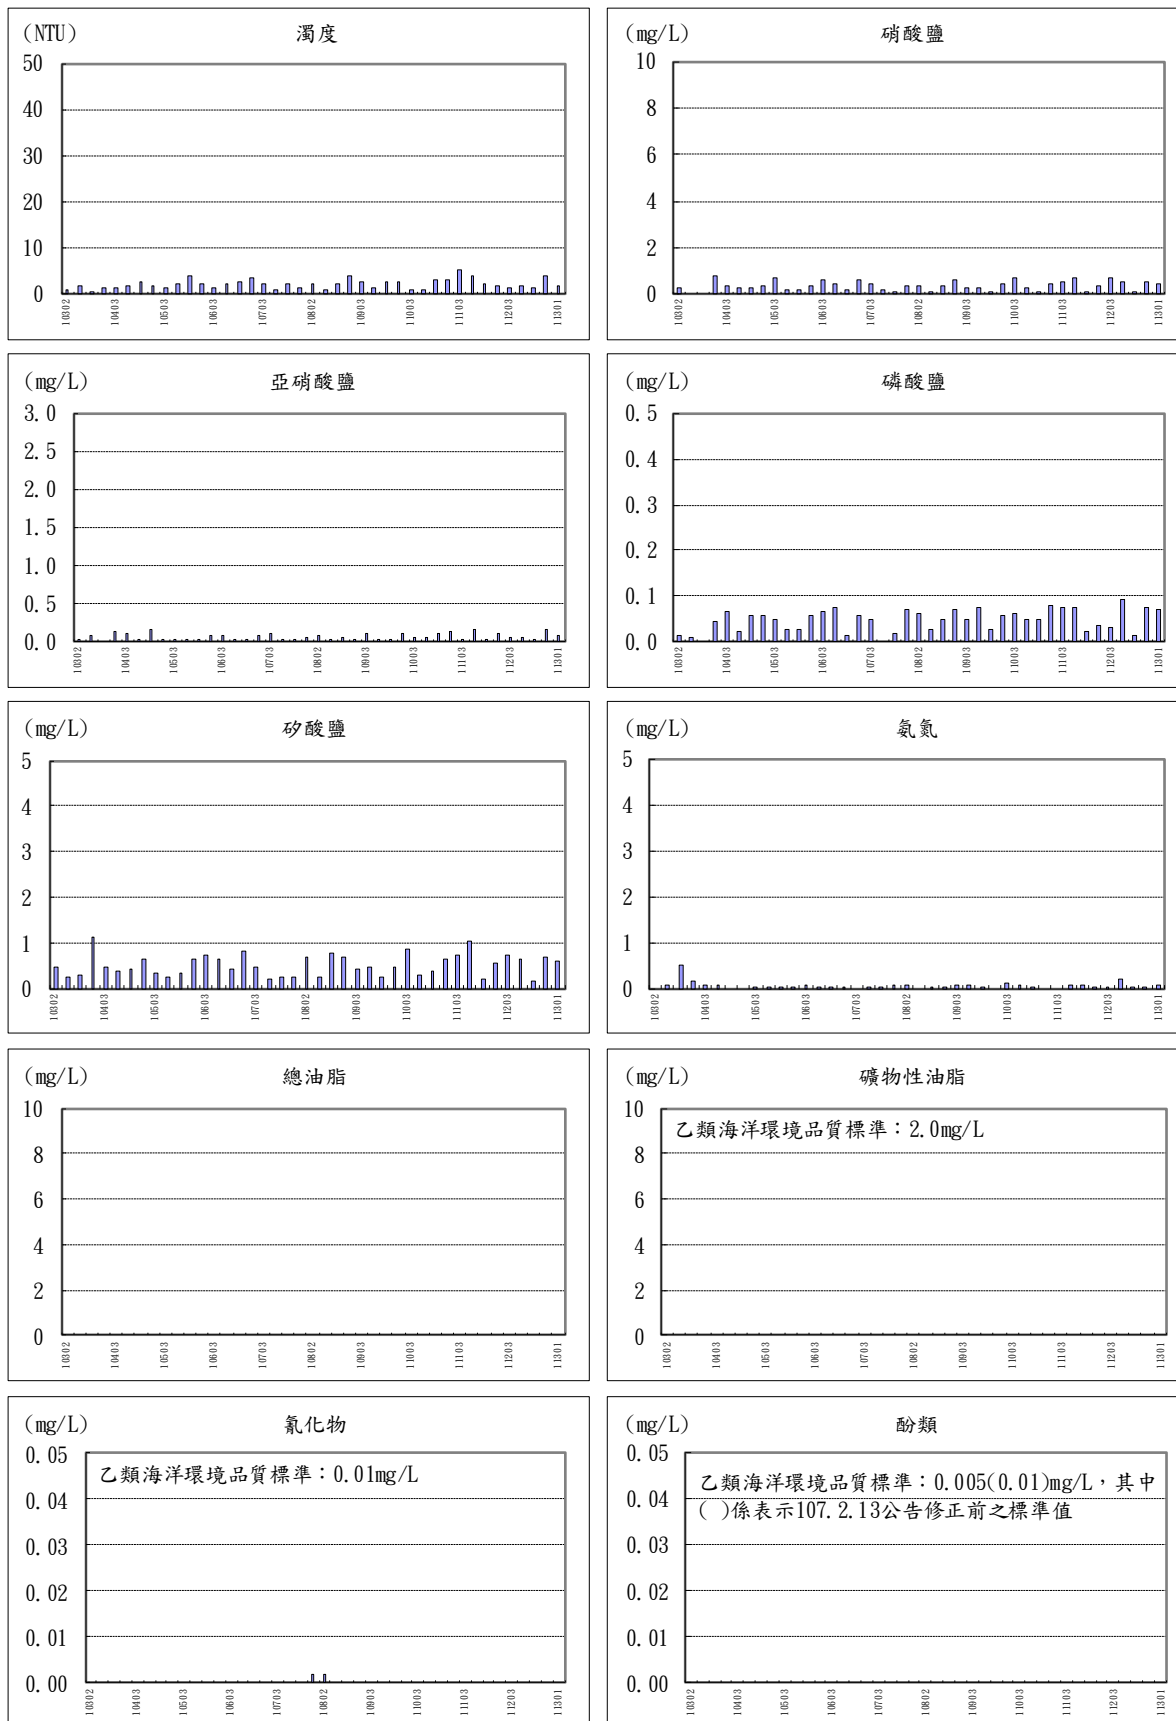 (NTU) 濁度
50
40
30
20
10
0
10302 10403 10503 10603 10703 10802 10903 11003 11103 11203 11301
(mg/L) 硝酸鹽
10
8
6
4
2
0
10302 10403 10503 10603 10703 10802 10903 11003 11103 11203 11301
(mg/L) 亞硝酸鹽
3.0
2.5
2.0
1.5
1.0
0.5
0.0
10302 10403 10503 10603 10703 10802 10903 11003 11103 11203 11301
(mg/L) 磷酸鹽
0.5
0.4
0.3
0.2
0.1
0.0
10302 10403 10503 10603 10703 10802 10903 11003 11103 11203 11301
(mg/L) 矽酸鹽
5
4
3
2
1
0
10302 10403 10503 10603 10703 10802 10903 11003 11103 11203 11301
(mg/L) 氨氮
5
4
3
2
1
0
10302 10403 10503 10603 10703 10802 10903 11003 11103 11203 11301
(mg/L) 總油脂
10
8
6
4
2
0
10302 10403 10503 10603 10703 10802 10903 11003 11103 11203 11301
(mg/L) 礦物性油脂
10
乙類海洋環境品質標準：2.0mg/L
8
6
4
2
0
10302 10403 10503 10603 10703 10802 10903 11003 11103 11203 11301
(mg/L) 氰化物
0.05
乙類海洋環境品質標準：0.01mg/L
0.04
0.03
0.02
0.01
0.00
10302 10403 10503 10603 10703 10802 10903 11003 11103 11203 11301
(mg/L) 酚類
0.05
乙類海洋環境品質標準：0.005(0.01)mg/L，其中
( )係表示107.2.13公告修正前之標準值
0.04
0.03
0.02
0.01
0.00
10302 10403 10503 10603 10703 10802 10903 11003 11103 11203 11301